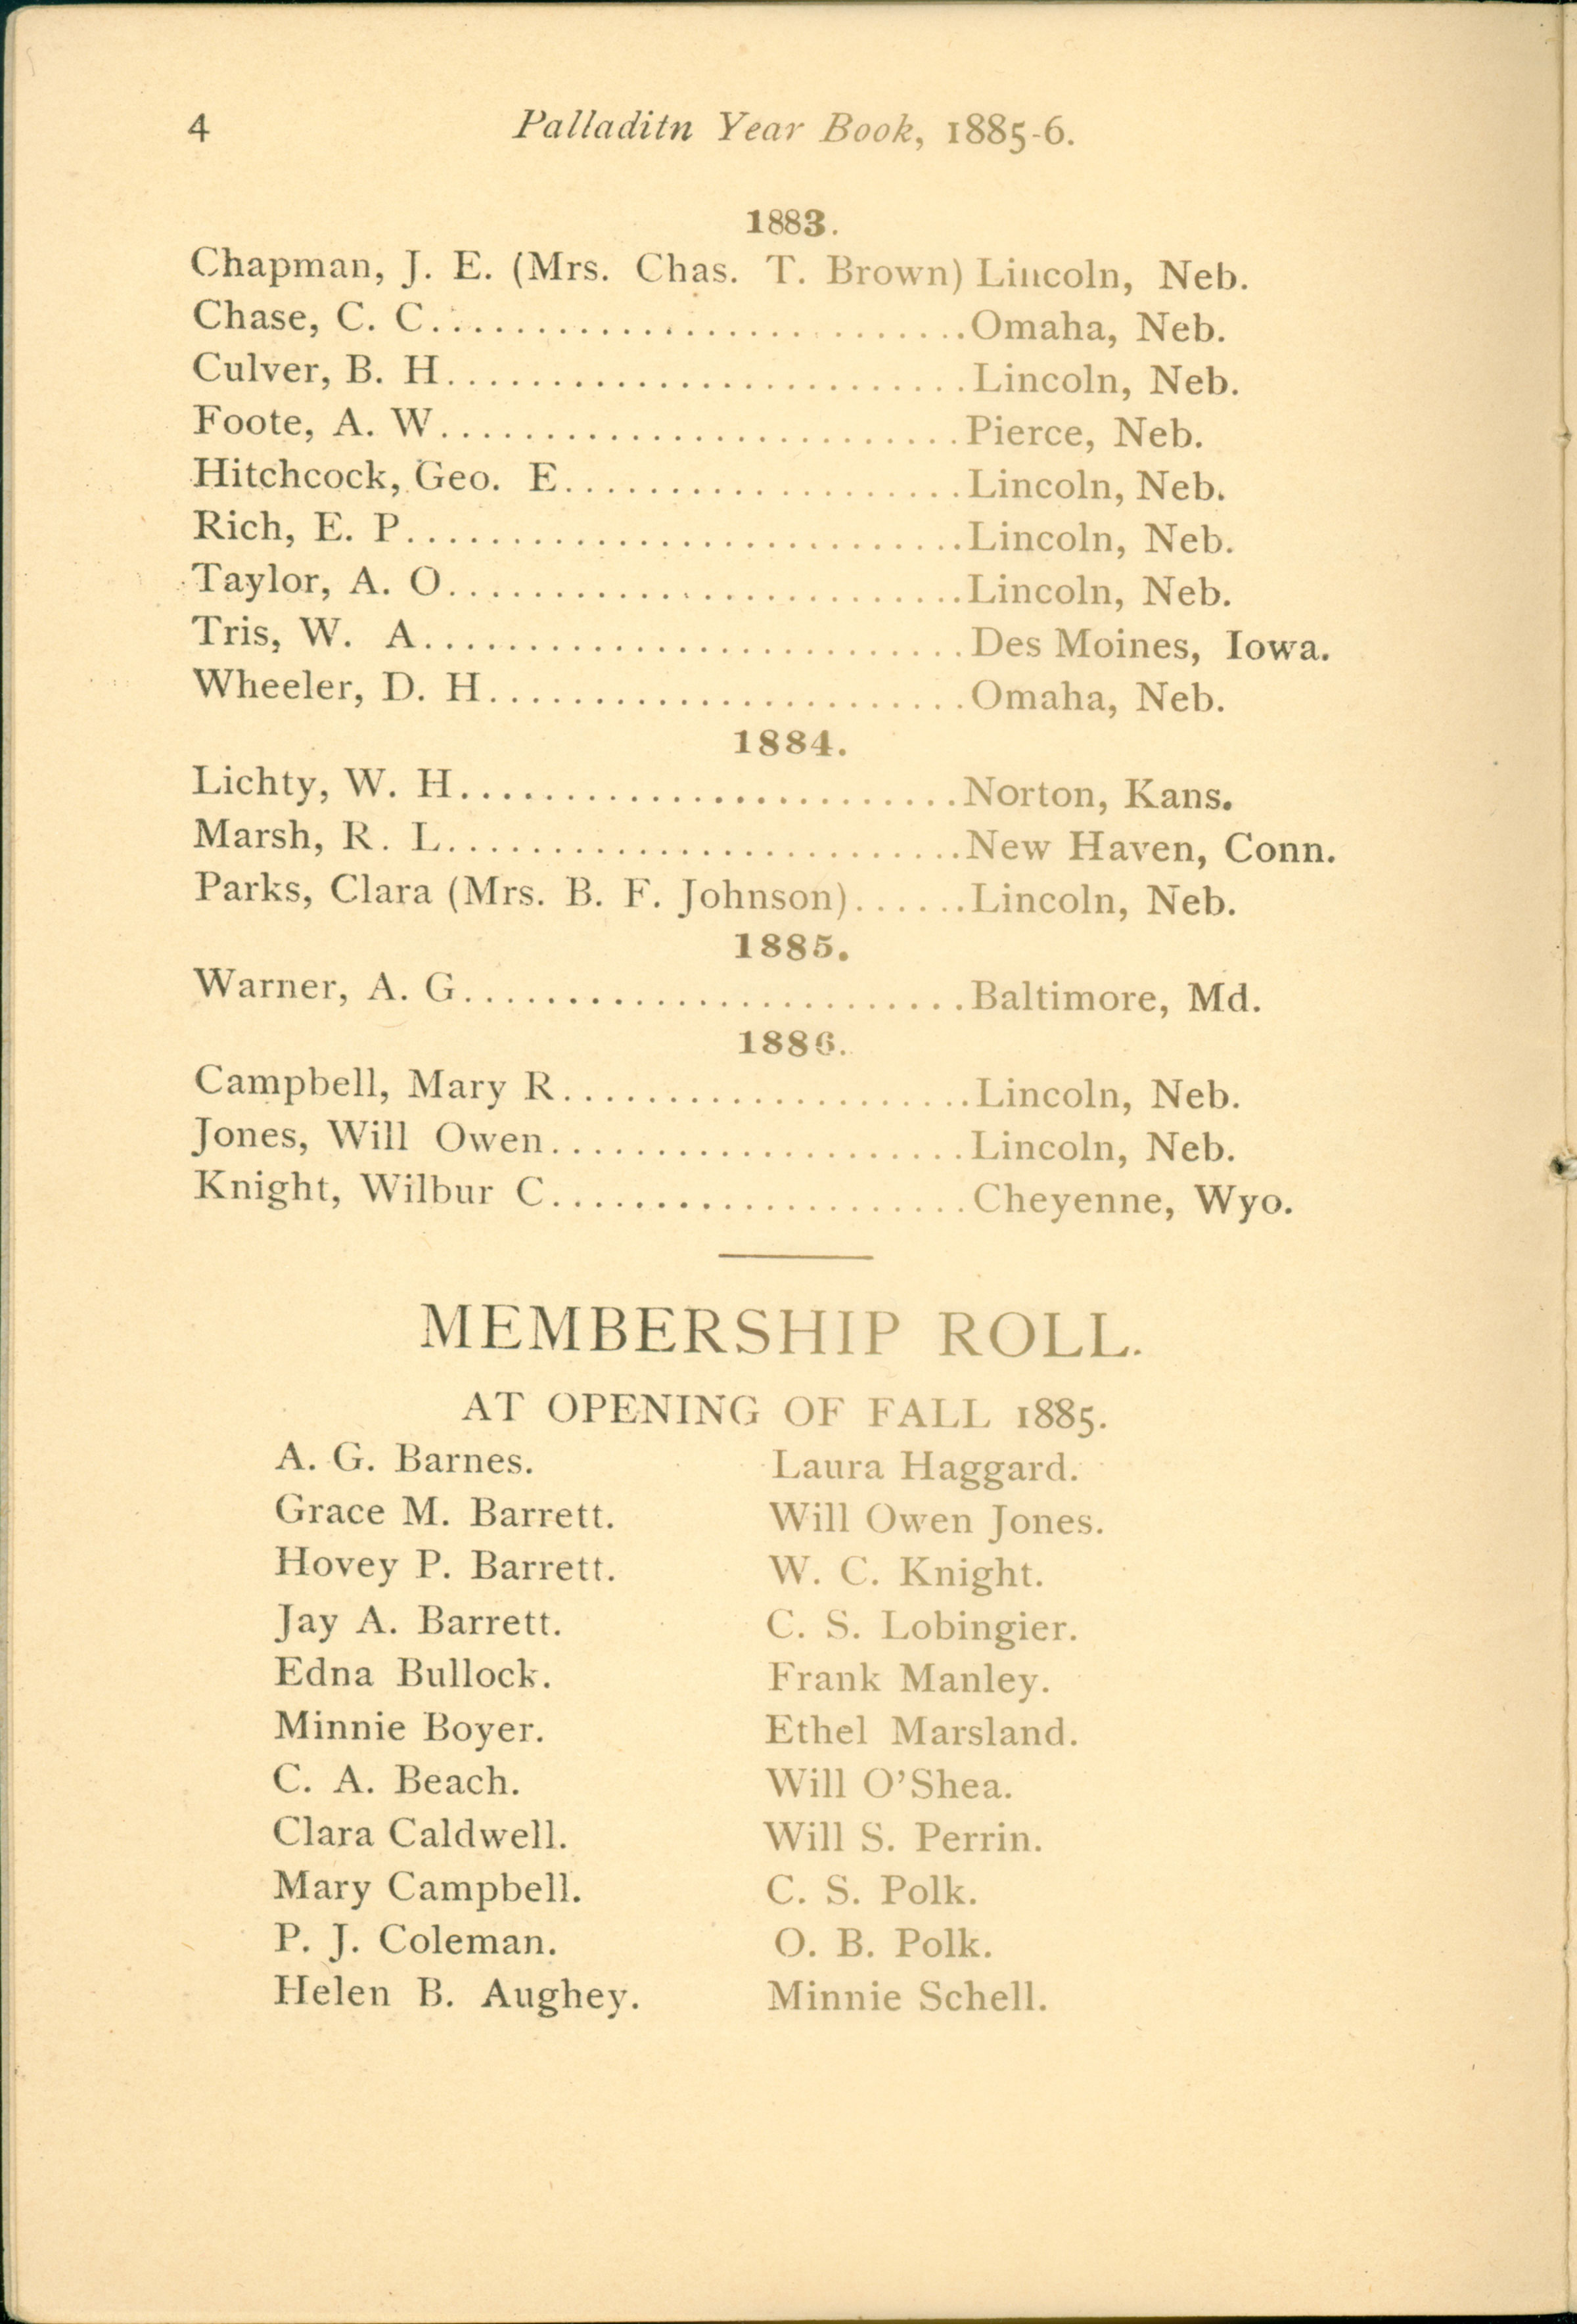 4 Palladitn Year Book, 1885-6.
1883.
Chapman, J. E. (Mrs. Chas. T. Brown) Lincoln, Neb.
Chase, C. C..........................Omaha, Neb.
Culver, B. H.........................Lincoln, Neb.
Foote, A. W.........................Pierce, Neb.
Hitchcock, Geo. E...................Lincoln, Neb.
Rich, E. P..........................Lincoln, Neb.
Taylor, A. O.........................Lincoln, Neb.
Tris, W. A..........................Des Moines, Iowa.
Wheeler, D. H.......................Omaha, Neb.
1884.
Lichty, W. H........................Norton, Kans.
Marsh, R. L.........................New Haven, Conn.
Parks, Clara (Mrs. B. F. Johnson)......Lincoln, Neb.
1885.
Warner, A. G........................Baltimore, Md.
1886.
Campbell, Mary R....................Lincoln, Neb.
Jones, Will Owen....................Lincoln, Neb.
Knight, Wilbur C....................Cheyenne, Wyo.
MEMBERSHIP ROLL.
AT OPENING OF FALL 1885.
A. G. Barnes.
Grace M. Barrett.
Hovey P. Barrett.
Jay A. Barrett.
Edna Bullock.
Minnie Boyer.
C. A. Beach.
Clara Caldwell.
Mary Campbell.
P. J. Coleman.
Helen B. Aughey.
Laura Haggard.
Will Owen Jones.
W. C. Knight.
C. S. Lobingier.
Frank Manley.
Ethel Marsland.
Will O'Shea.
Will S. Perrin.
C. S. Polk.
O. B. Polk.
Minnie Schell.